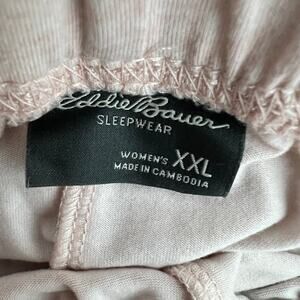 Eddie Bauer
SLEEPWEAR
WOMEN'S XXL
MADE IN CAMBODIA